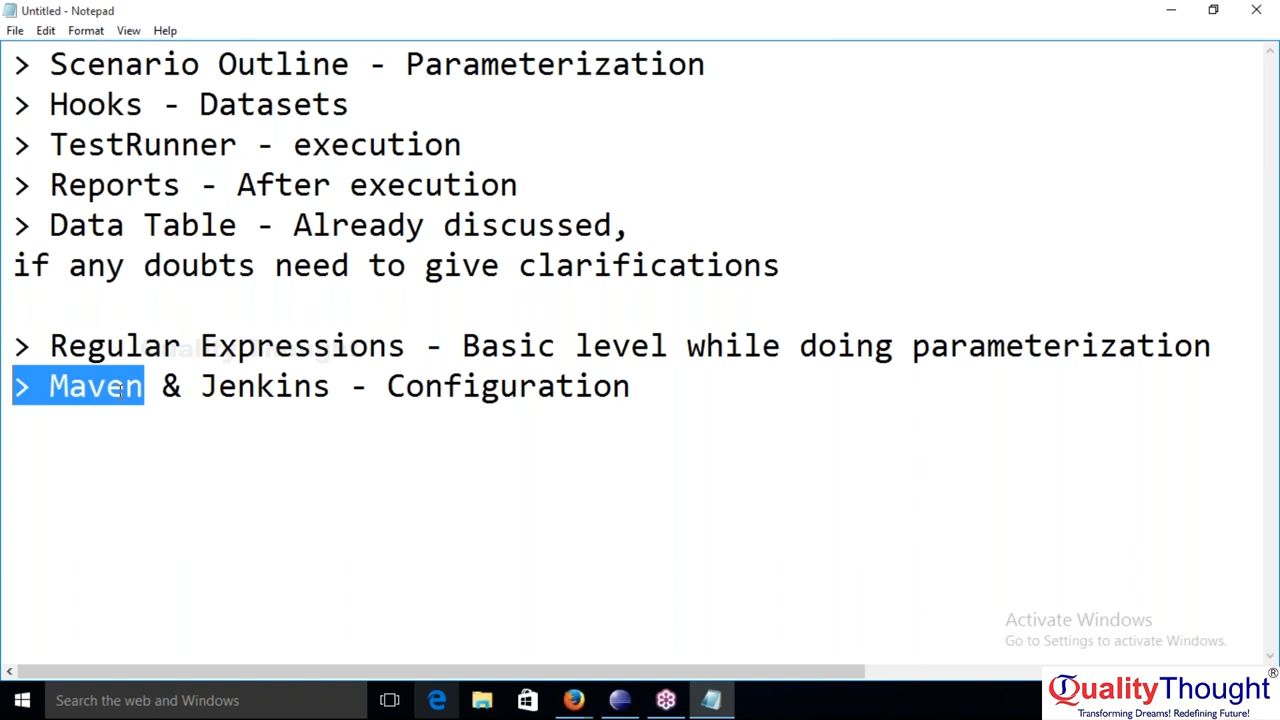 Untitled - Notepad
File Edit Format View Help
> Scenario Outline - Parameterization
> Hooks - Datasets
> TestRunner - execution
> Reports - After execution
> Data Table - Already discussed,
if any doubts need to give clarifications
> Regular Expressions - Basic level while doing parameterization
> Maven & Jenkins - Configuration
Activate Windows
Go to Settings to activate Windows.
Search the web and Windows
QualityThought®
Transforming Dreams! Redefining Future!